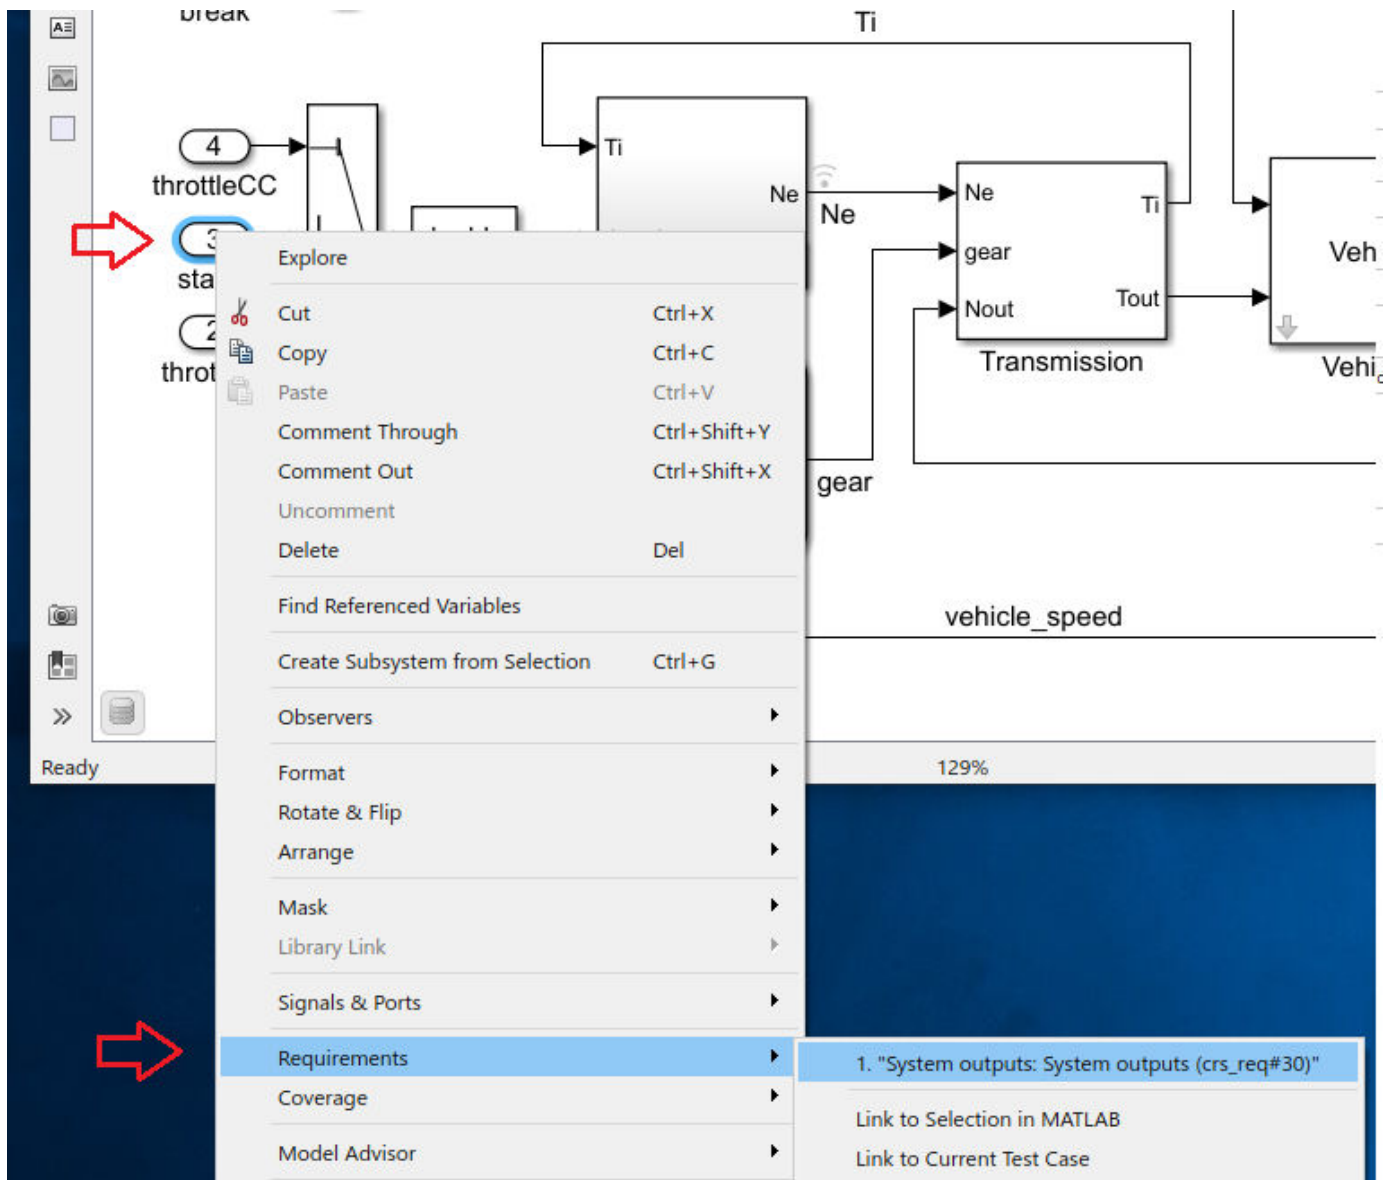 break
Ti
4
throttleCC
Ti
Ne
Ne
Ne
gear
Nout
Ti
Tout
Transmission
Veh
Vehi
3
sta
2
throt
gear
vehicle_speed
Ready
129%
Explore
Cut Ctrl+X
Copy Ctrl+C
Paste Ctrl+V
Comment Through Ctrl+Shift+Y
Comment Out Ctrl+Shift+X
Uncomment
Delete Del
Find Referenced Variables
Create Subsystem from Selection Ctrl+G
Observers
Format
Rotate & Flip
Arrange
Mask
Library Link
Signals & Ports
Requirements
1. "System outputs: System outputs (crs_req#30)"
Coverage
Link to Selection in MATLAB
Model Advisor
Link to Current Test Case